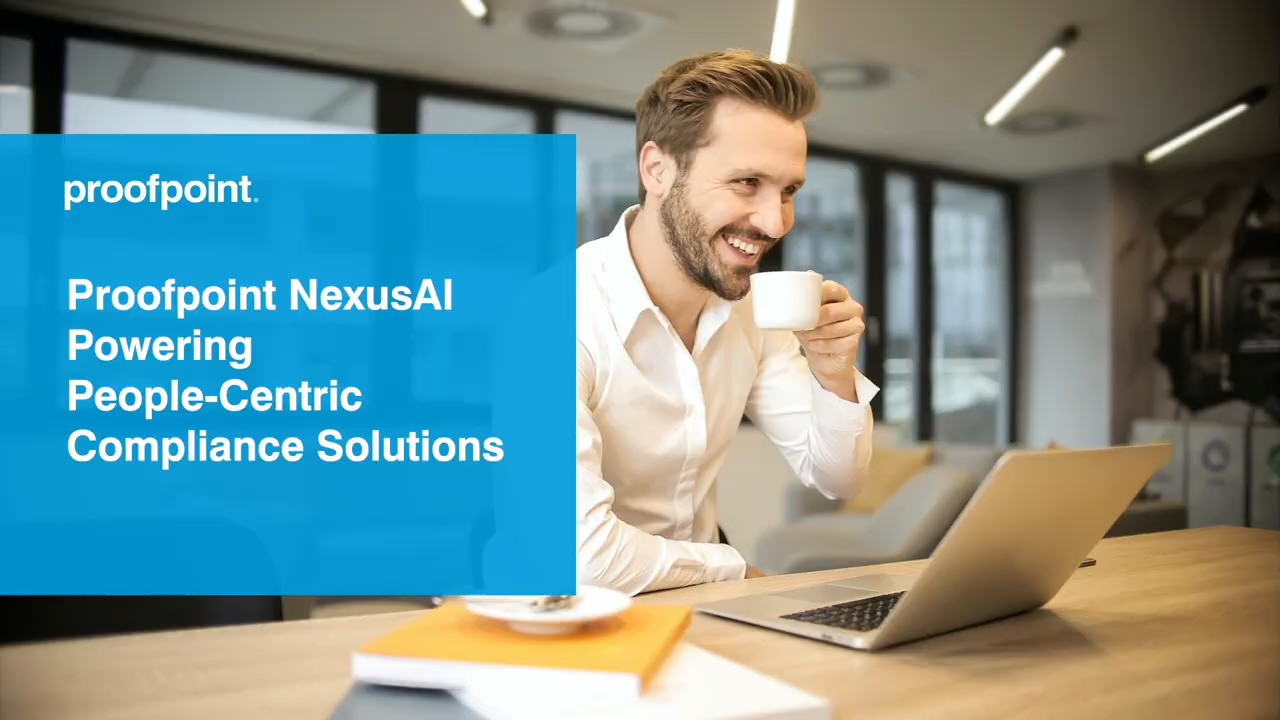 proofpoint.
Proofpoint NexusAI
Powering
People-Centric
Compliance Solutions